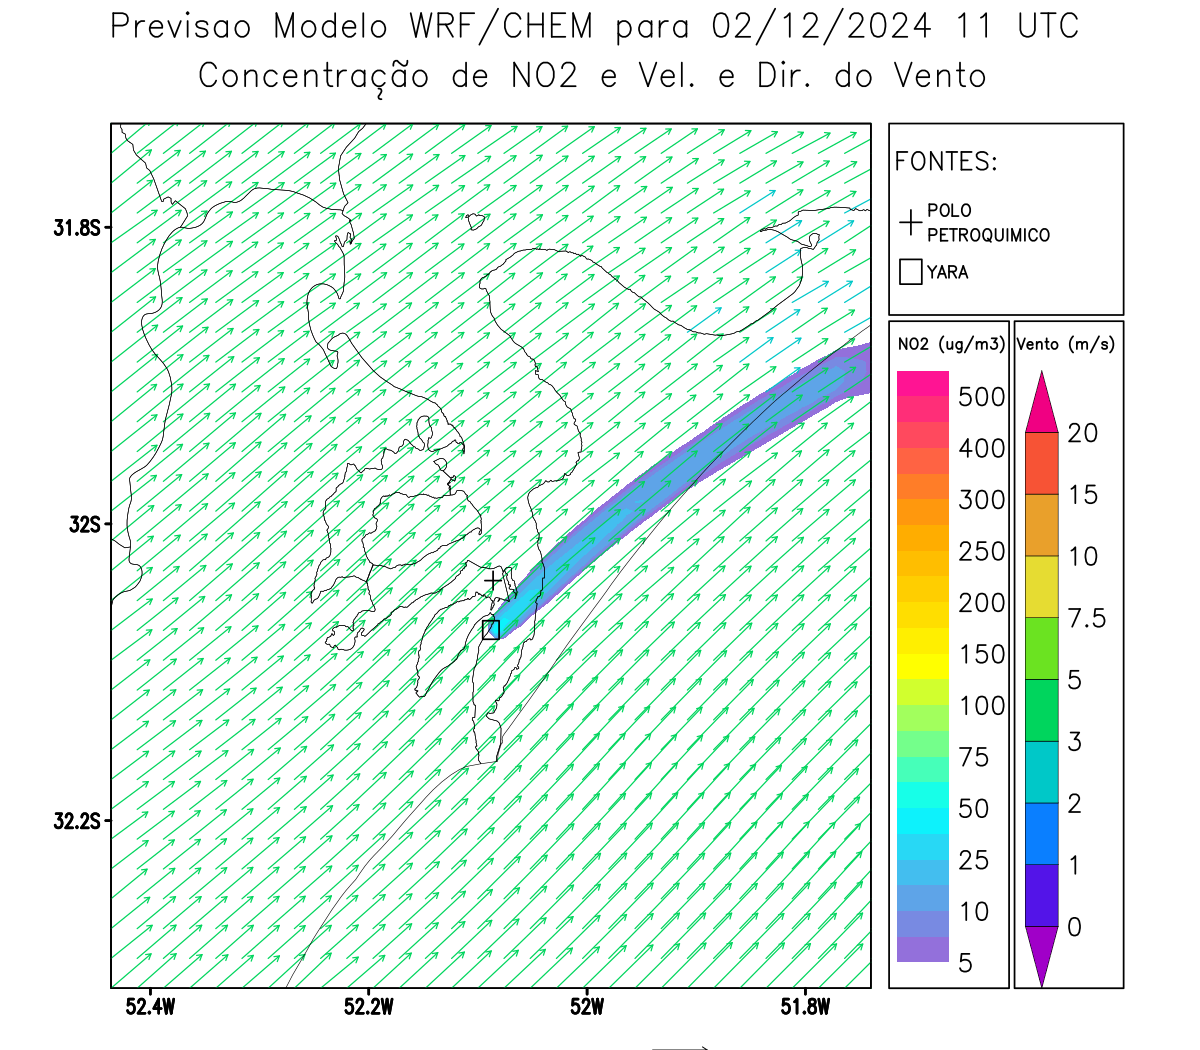 Previsao Modelo WRF/CHEM para 02/12/2024 11 UTC
Concentração de NO2 e Vel. e Dir. do Vento
FONTES:
POLO
PETROQUIMICO
YARA
NO2 (ug/m3)
500
400
300
250
200
150
100
75
50
25
10
5
Vento (m/s)
20
15
10
7.5
5
3
2
1
0
31.8S
32S
32.2S
52.4W
52.2W
52W
51.8W